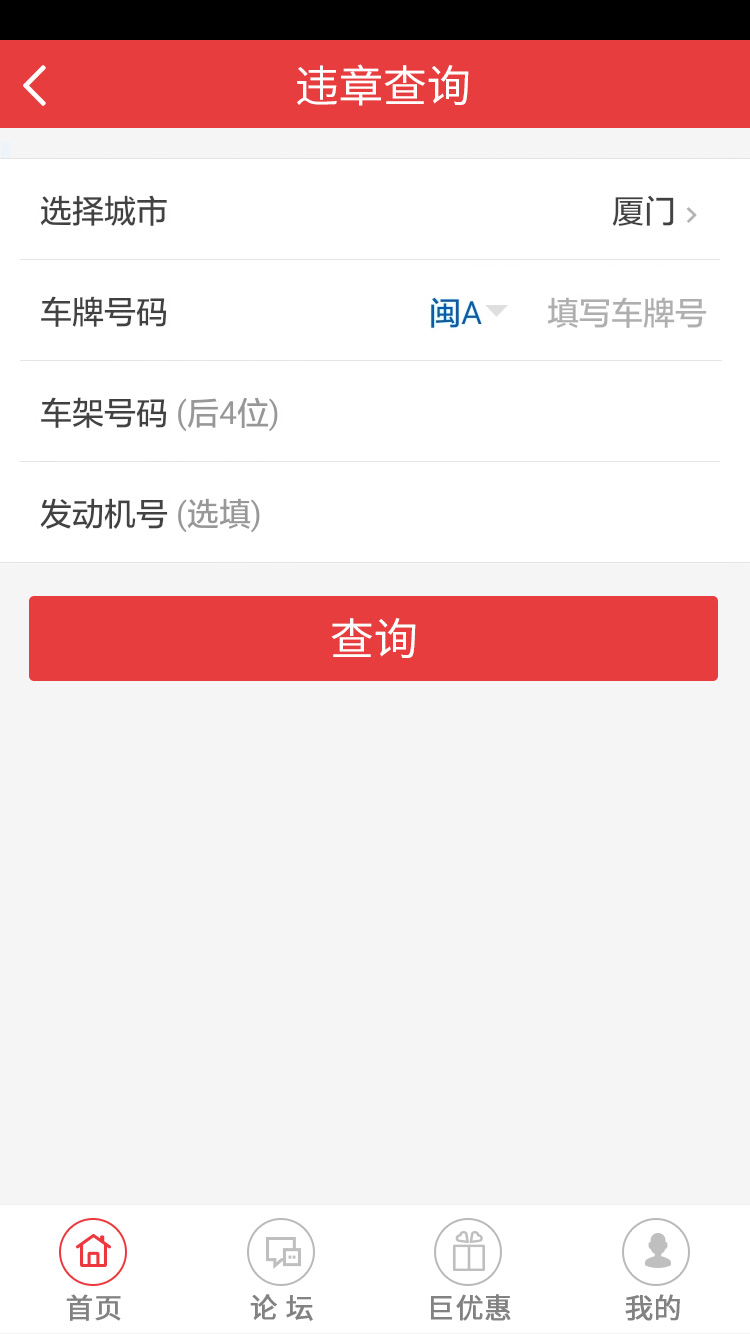 违章查询
选择城市 厦门
车牌号码 闽A 填写车牌号
车架号码 (后4位)
发动机号 (选填)
查询
首页 论 坛 巨优惠 我的